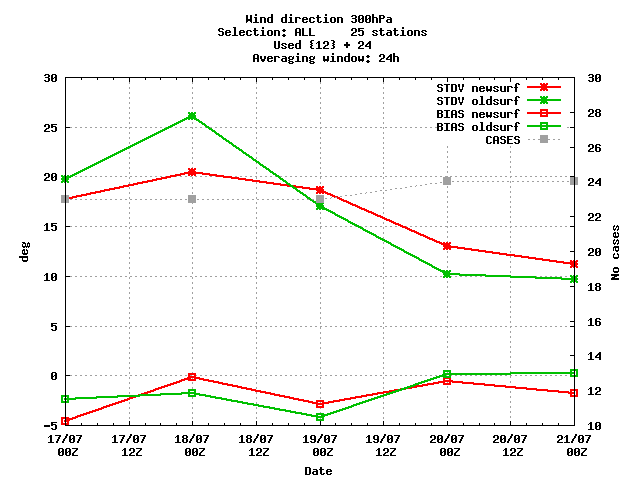 Wind direction 300hPa
Selection: ALL 25 stations
Used {12} + 24
Averaging window: 24h
STDV newsurf
STDV oldsurf
BIAS newsurf
BIAS oldsurf
CASES
30
25
20
15
10
5
0
-5
deg
30
28
26
24
22
20
18
16
14
12
10
No cases
17/07 17/07 18/07 18/07 19/07 19/07 20/07 20/07 21/07
00Z 12Z 00Z 12Z 00Z 12Z 00Z 12Z 00Z
Date